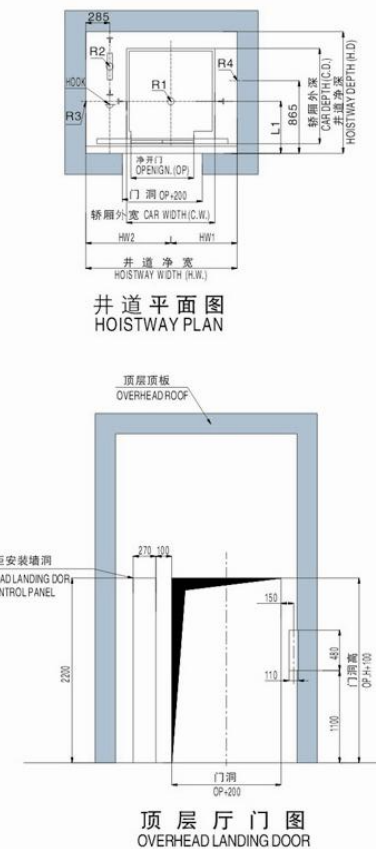 285
R2
HOOK
R1
R4
R3
L1
865
轿厢外深
CAR DEPTH (C.D.)
井道净深
HOISTWAY DEPTH (H.D)
净开门
OPENIGN. (OP)
门洞 OP+200
轿厢外宽 CAR WIDTH (C.W.)
HW2
HW1
井道净宽
HOISTWAY WIDTH (H.W.)
井道平面图
HOISTWAY PLAN
顶层顶板
OVERHEAD ROOF
安装墙洞
AD LANDING DOR
NTROL PANEL
270
100
150
480
110
2200
1100
门洞高
OP.H+100
门洞
OP+200
顶层厅门图
OVERHEAD LANDING DOOR